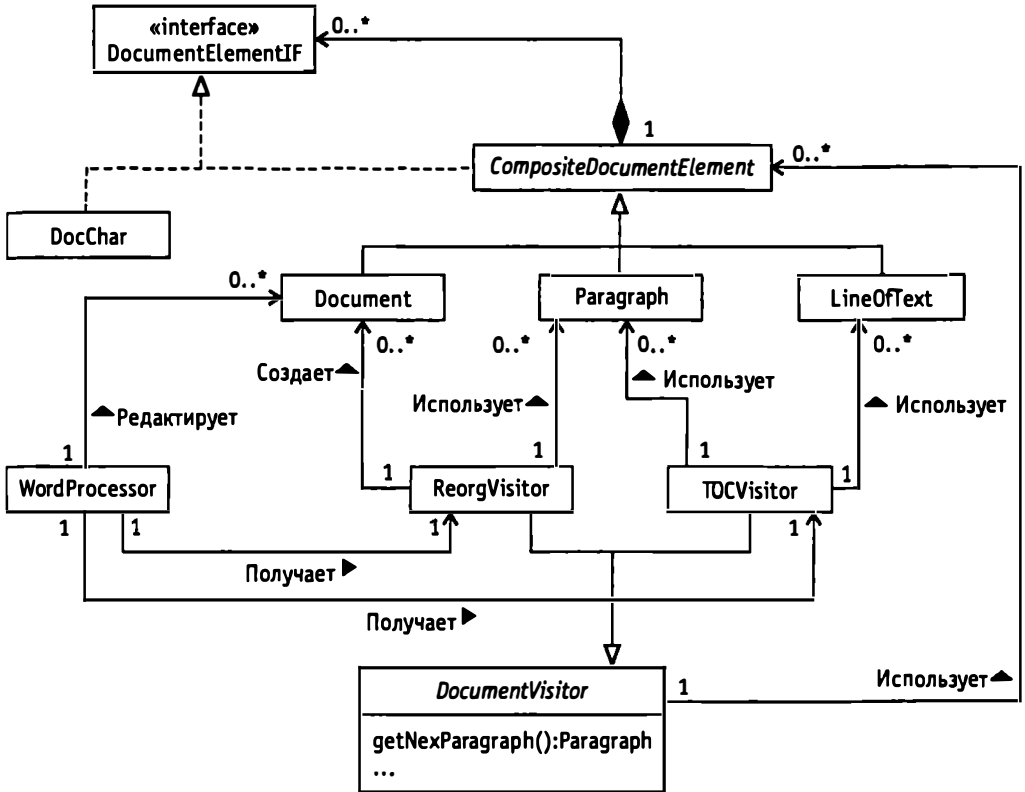 «interface»
DocumentElementIF
0..*
1
CompositeDocumentElement
0..*
DocChar
0..*
Document
Paragraph
LineOfText
0..*
0..*
0..*
0..*
Создает
Использует
Использует
Использует
Редактирует
1
1
1
1
1
WordProcessor
ReorgVisitor
TOCVisitor
1
1
1
1
Получает
Получает
Использует
DocumentVisitor
1
getNexParagraph():Paragraph
...